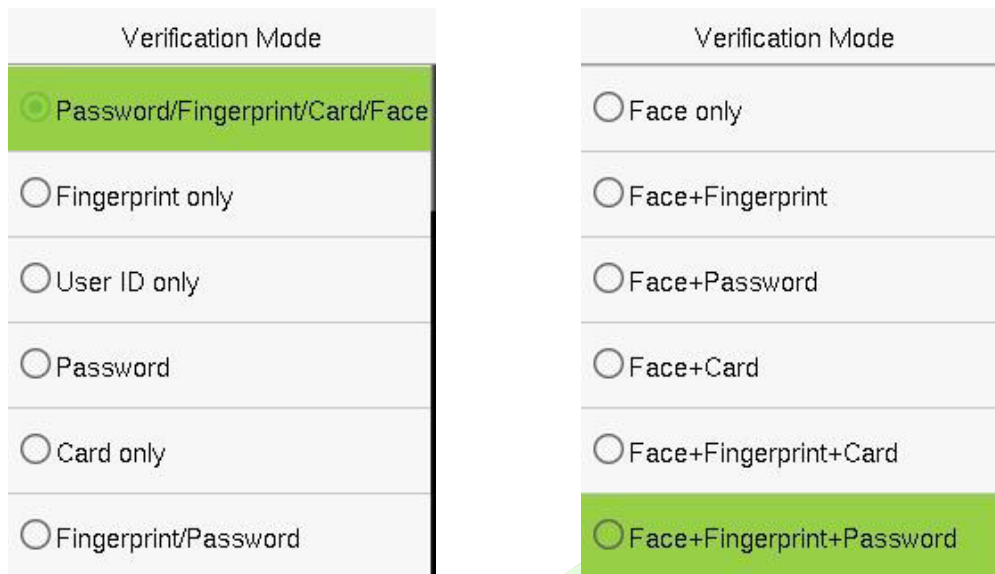 Verification Mode
Password/Fingerprint/Card/Face
Fingerprint only
User ID only
Password
Card only
Fingerprint/Password
Verification Mode
Face only
Face+Fingerprint
Face+Password
Face+Card
Face+Fingerprint+Card
Face+Fingerprint+Password